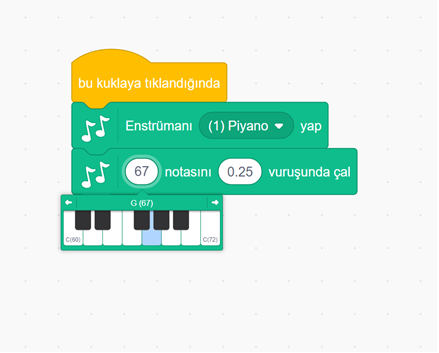 bu kuklaya tıklandığında
Enstrümanı (1) Piyano yap
67 notasını 0.25 vuruşunda çal
G (67)
C(60) C(72)